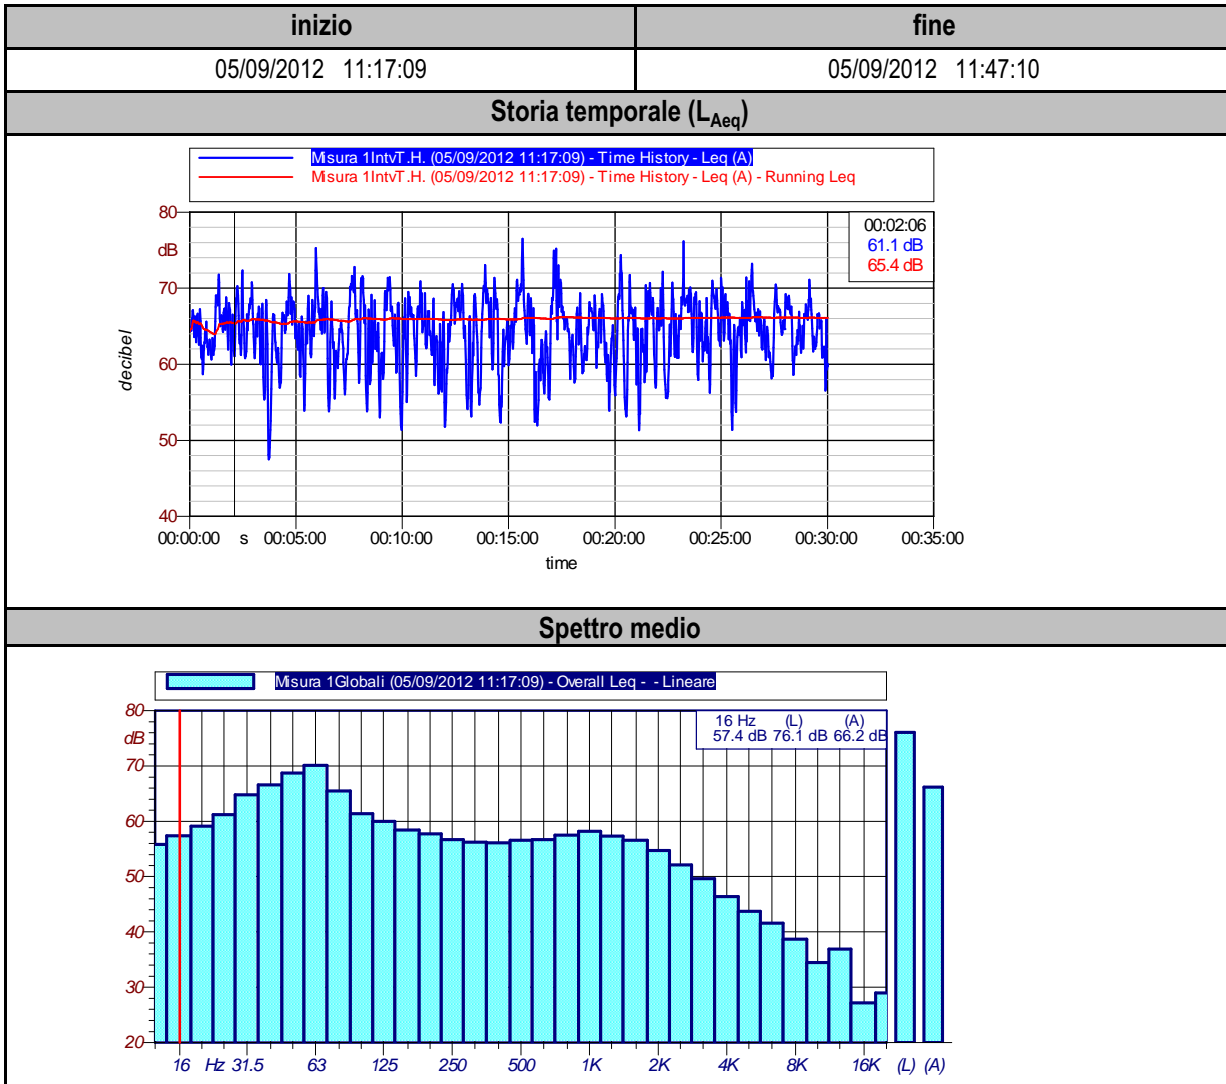 inizio fine
05/09/2012 11:17:09 05/09/2012 11:47:10
Storia temporale (LAeq)
Misura 1IntvT.H. (05/09/2012 11:17:09) - Time History - Leq (A)
Misura 1IntvT.H. (05/09/2012 11:17:09) - Time History - Leq (A) - Running Leq
80
dB
70
60
50
40
decibel
00:02:06
61.1 dB
65.4 dB
00:00:00 s 00:05:00 00:10:00 00:15:00 00:20:00 00:25:00 00:30:00 00:35:00
time
Spettro medio
Misura 1Globali (05/09/2012 11:17:09) - Overall Leq - - Lineare
80
dB
70
60
50
40
30
20
16 Hz (L) (A)
57.4 dB 76.1 dB 66.2 dB
16 Hz 31.5 63 125 250 500 1K 2K 4K 8K 16K (L) (A)